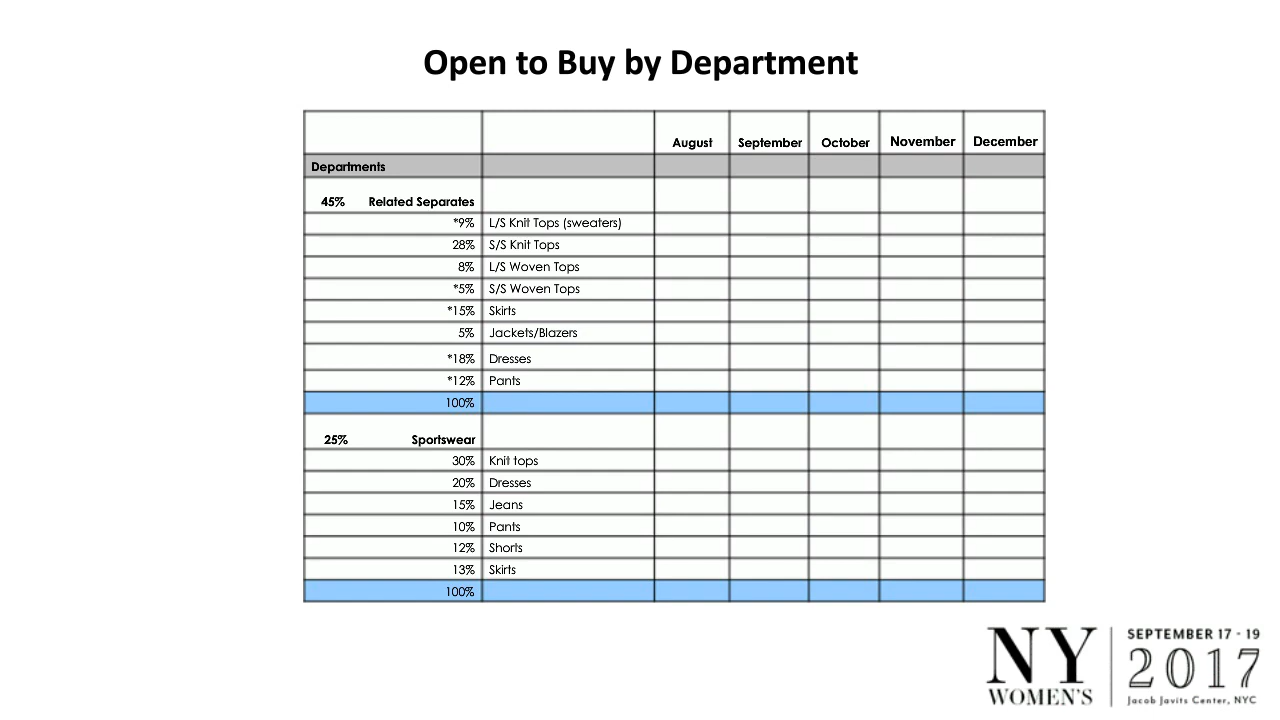 Open to Buy by Department
August September October November December
Departments
45% Related Separates
*9% L/S Knit Tops (sweaters)
28% S/S Knit Tops
8% L/S Woven Tops
*5% S/S Woven Tops
*15% Skirts
5% Jackets/Blazers
*18% Dresses
*12% Pants
100%
25% Sportswear
30% Knit tops
20% Dresses
15% Jeans
10% Pants
12% Shorts
13% Skirts
100%
NY
WOMEN'S
SEPTEMBER 17 - 19
2017
Jacob Javits Center, NYC